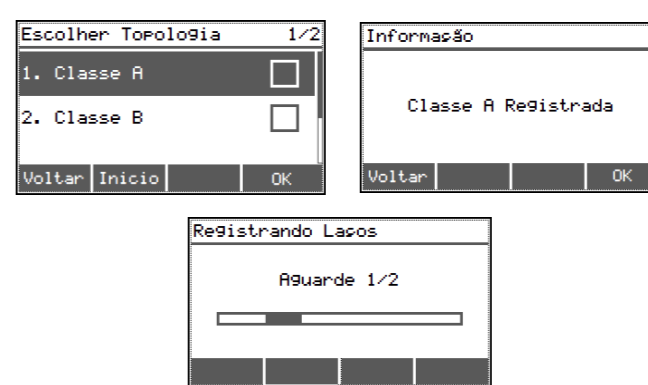 Escolher Topologia 1/2
1. Classe A
2. Classe B
Voltar Inicio OK
Informação
Classe A Registrada
Voltar OK
Registrando Laços
Aguarde 1/2